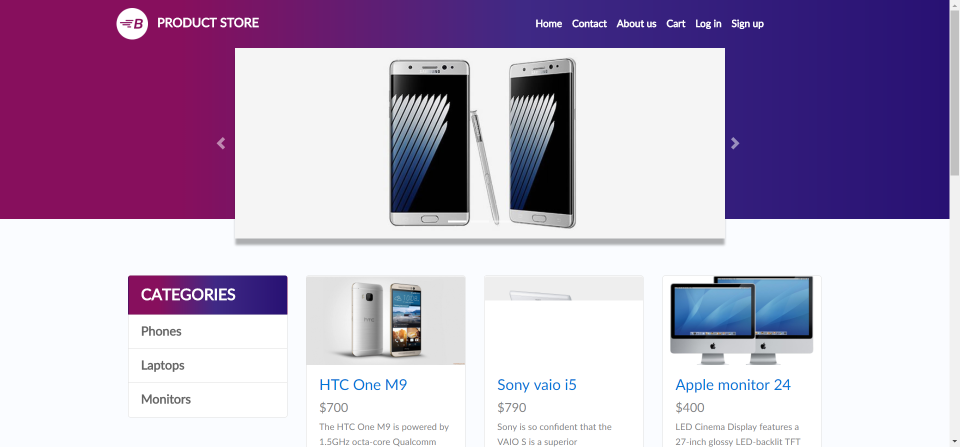 B PRODUCT STORE
Home Contact About us Cart Log in Sign up
SAMSUNG
CATEGORIES
Phones
Laptops
Monitors
HTC One M9
$700
The HTC One M9 is powered by
1.5GHz octa-core Qualcomm
Sony vaio i5
$790
Sony is so confident that the
VAIO S is a superior
Apple monitor 24
$400
LED Cinema Display features a
27-inch glossy LED-backlit TFT